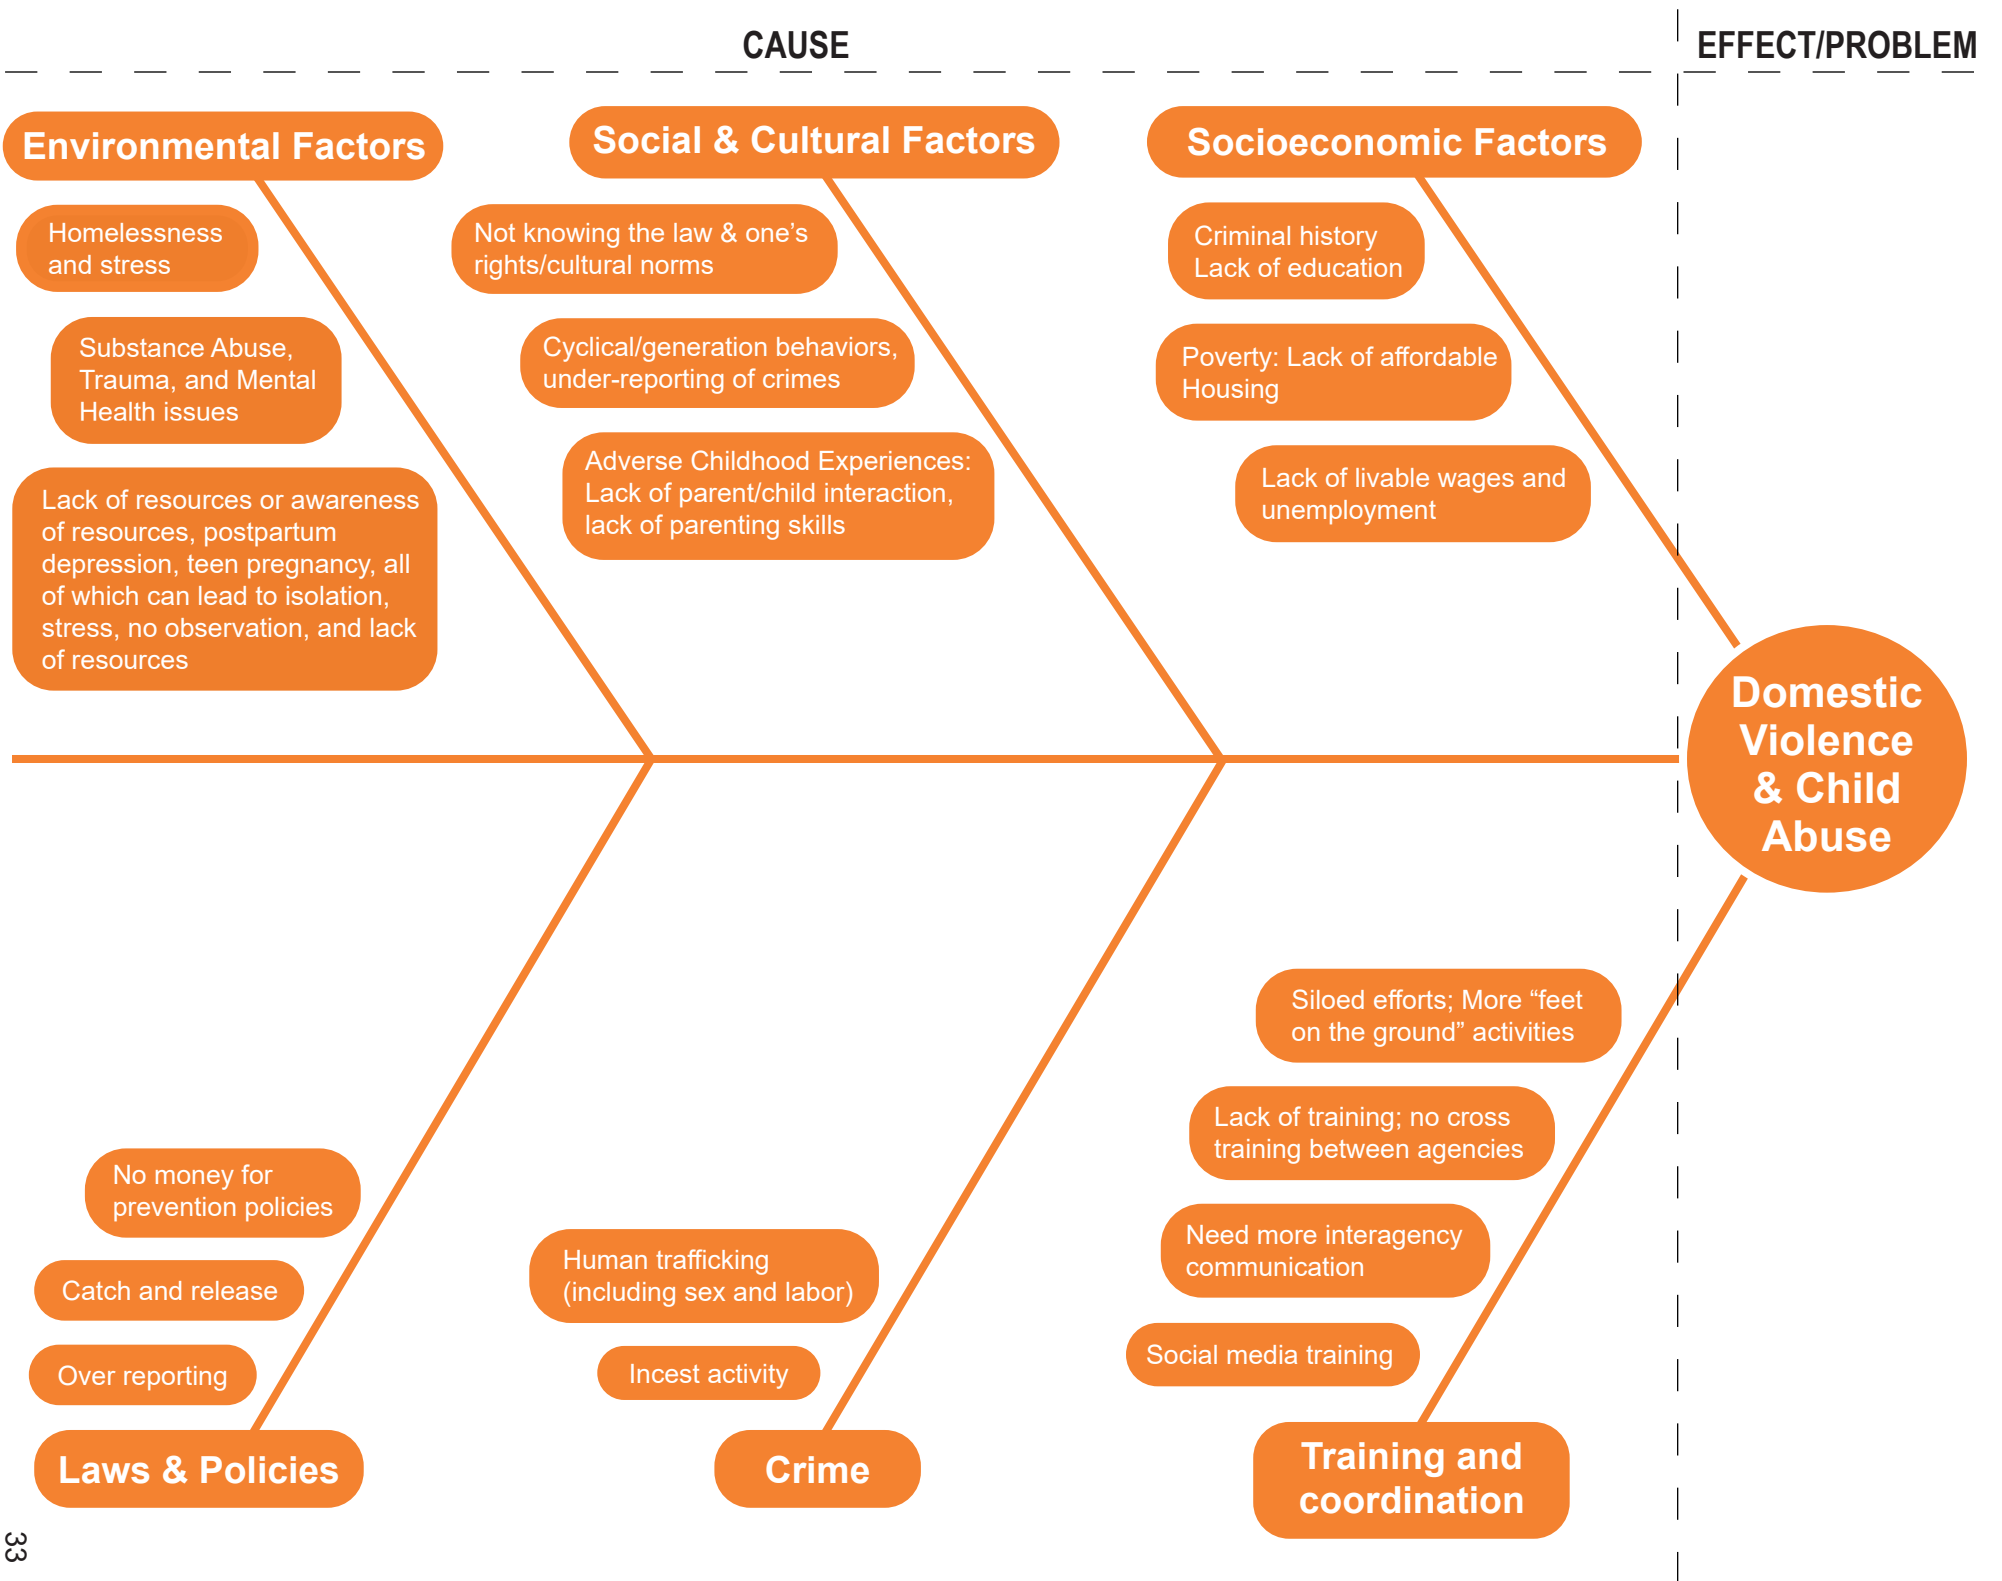 CAUSE
EFFECT/PROBLEM
Environmental Factors
Homelessness
and stress
Substance Abuse,
Trauma, and Mental
Health issues
Lack of resources or awareness
of resources, postpartum
depression, teen pregnancy, all
of which can lead to isolation,
stress, no observation, and lack
of resources
Social & Cultural Factors
Not knowing the law & one’s
rights/cultural norms
Cyclical/generation behaviors,
under-reporting of crimes
Adverse Childhood Experiences:
Lack of parent/child interaction,
lack of parenting skills
Socioeconomic Factors
Criminal history
Lack of education
Poverty: Lack of affordable
Housing
Lack of livable wages and
unemployment
Domestic
Violence
& Child
Abuse
No money for
prevention policies
Catch and release
Over reporting
Laws & Policies
Human trafficking
(including sex and labor)
Incest activity
Crime
Siloed efforts; More “feet
on the ground” activities
Lack of training; no cross
training between agencies
Need more interagency
communication
Social media training
Training and
coordination
33